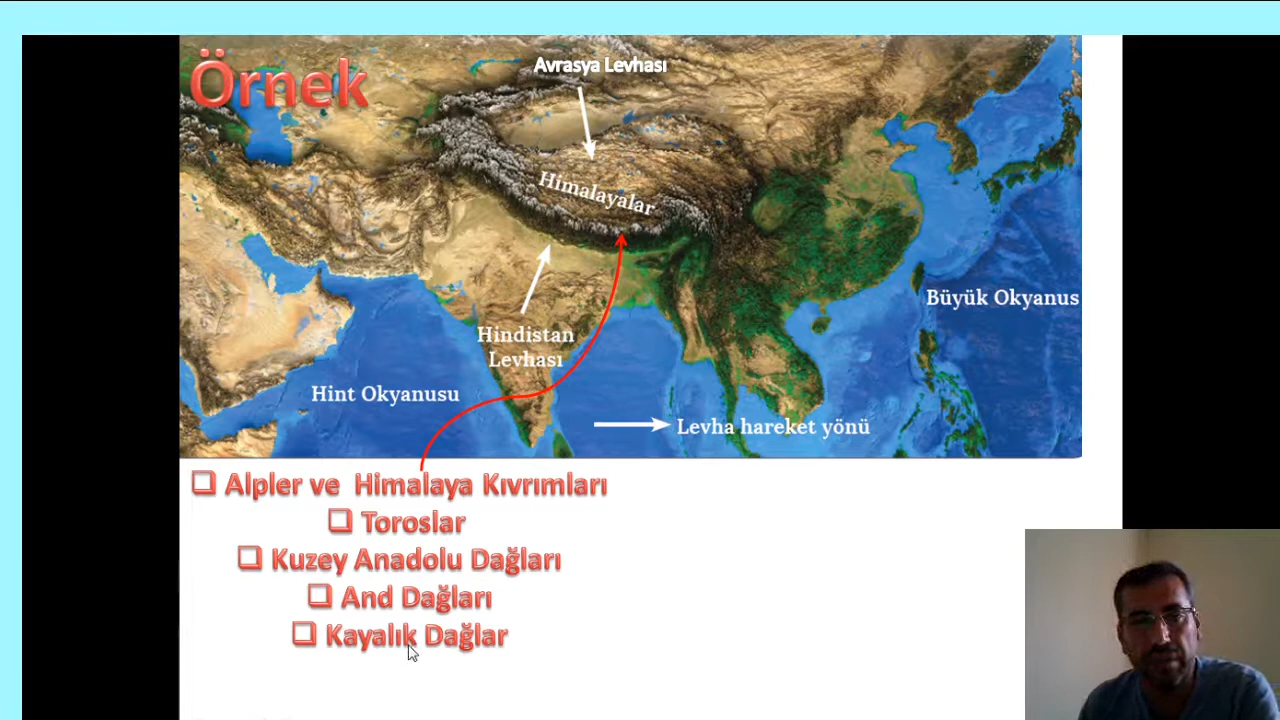 Örnek
Avrasya Levhası
Himalayalar
Hindistan
Levhası
Büyük Okyanus
Hint Okyanusu
Levha hareket yönü
Alpler ve Himalaya Kıvrımları
Toroslar
Kuzey Anadolu Dağları
And Dağları
Kayalık Dağlar